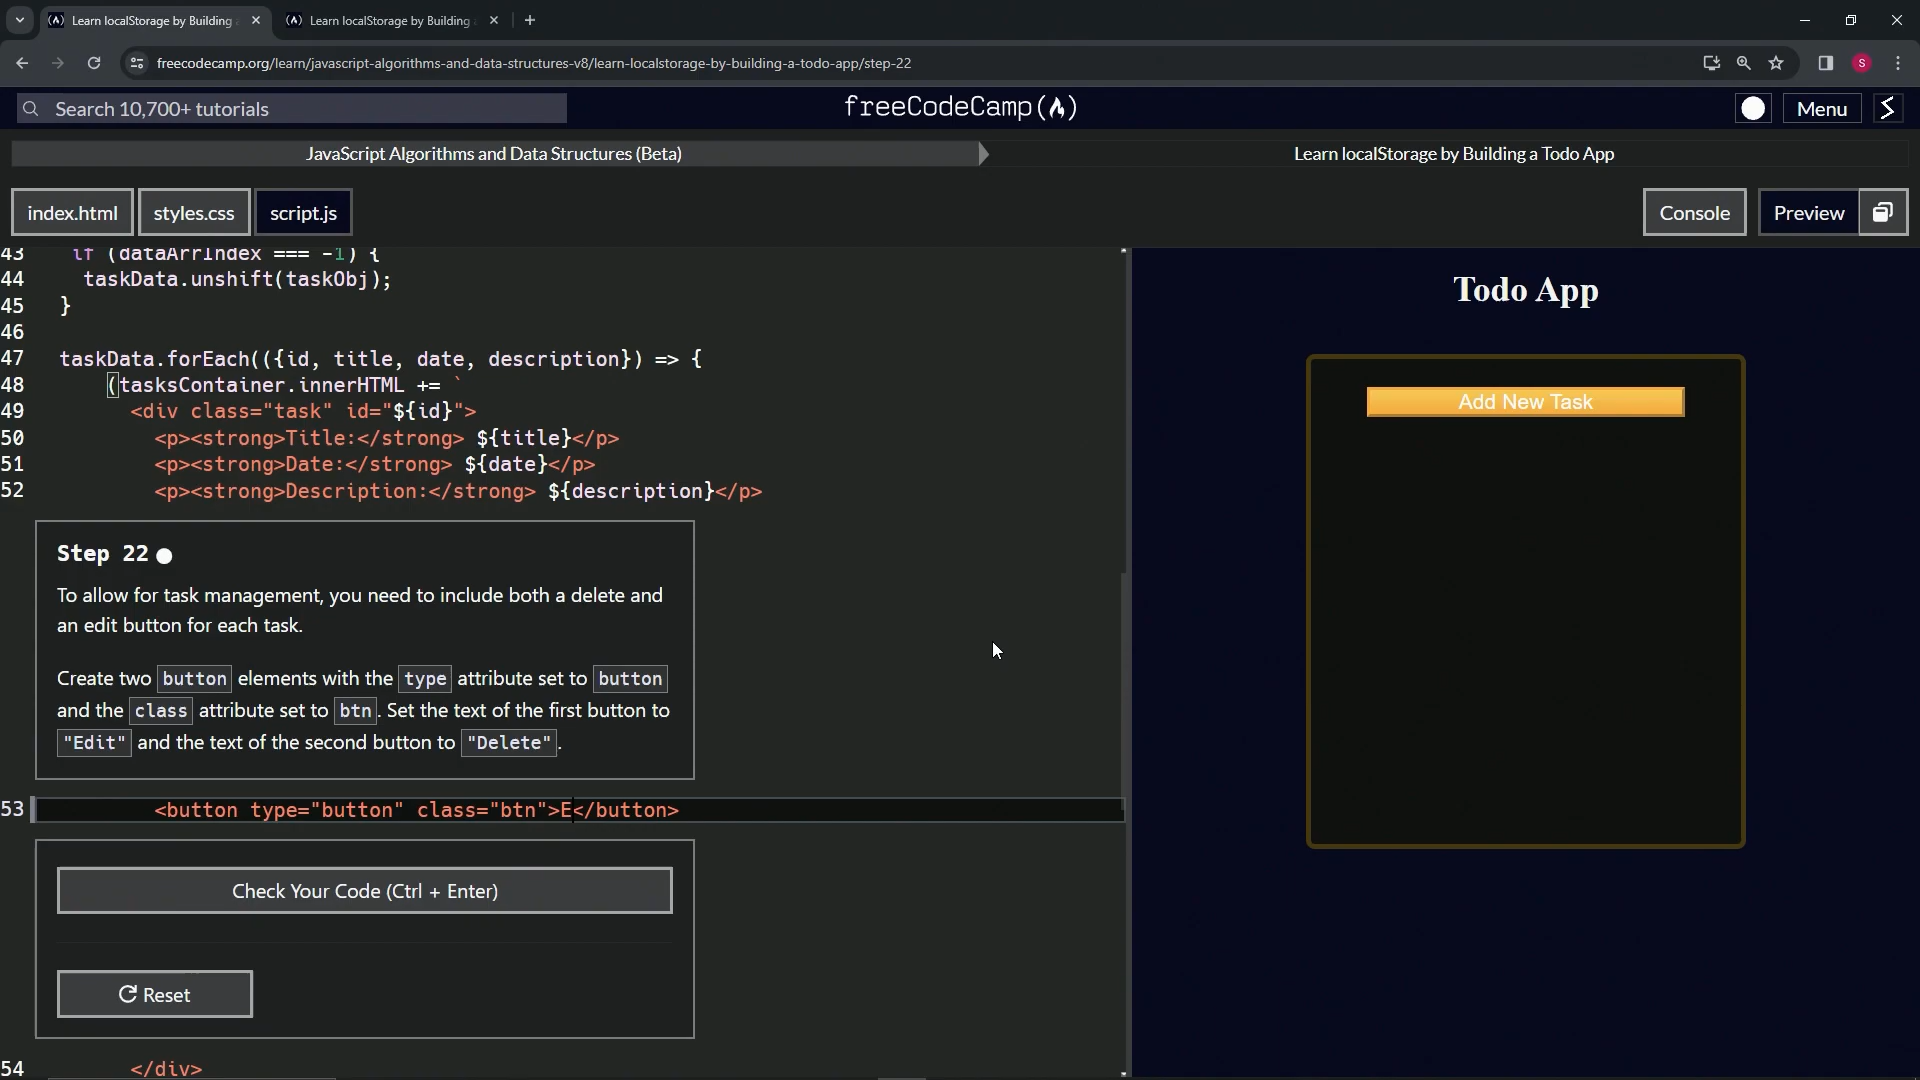 Learn localStorage by Building
Learn localStorage by Building
freecodecamp.org/learn/javascript-algorithms-and-data-structures-v8/learn-localstorage-by-building-a-todo-app/step-22
S
Search 10,700+ tutorials
freeCodeCamp
Menu
JavaScript Algorithms and Data Structures (Beta)
Learn localStorage by Building a Todo App
index.html
styles.css
script.js
Console
Preview
43 if (dataArrIndex === -1) {
44 taskData.unshift(taskObj);
45 }
46
47 taskData.forEach(({id, title, date, description}) => {
48 (tasksContainer.innerHTML += `
49 <div class="task" id="${id}">
50 <p><strong>Title:</strong> ${title}</p>
51 <p><strong>Date:</strong> ${date}</p>
52 <p><strong>Description:</strong> ${description}</p>
Step 22
To allow for task management, you need to include both a delete and
an edit button for each task.
Create two button elements with the type attribute set to button
and the class attribute set to btn. Set the text of the first button to
"Edit" and the text of the second button to "Delete".
53 <button type="button" class="btn">E</button>
Check Your Code (Ctrl + Enter)
Reset
54 </div>
Todo App
Add New Task